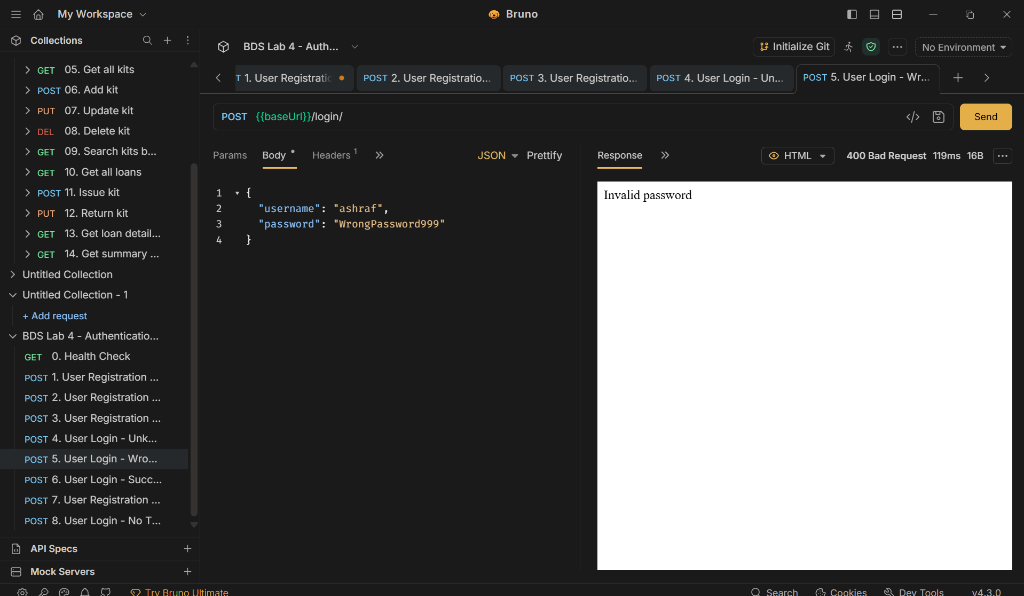 My Workspace
Bruno
Collections
GET 05. Get all kits
POST 06. Add kit
PUT 07. Update kit
DEL 08. Delete kit
GET 09. Search kits b...
GET 10. Get all loans
POST 11. Issue kit
PUT 12. Return kit
GET 13. Get loan detail...
GET 14. Get summary ...
Untitled Collection
Untitled Collection - 1
+ Add request
BDS Lab 4 - Authenticatio...
GET 0. Health Check
POST 1. User Registration ...
POST 2. User Registration ...
POST 3. User Registration ...
POST 4. User Login - Unk...
POST 5. User Login - Wro...
POST 6. User Login - Succ...
POST 7. User Registration ...
POST 8. User Login - No T...
API Specs
Mock Servers
Try Bruno Ultimate
BDS Lab 4 - Auth...
Initialize Git
No Environment
T 1. User Registratic
POST 2. User Registratio...
POST 3. User Registratio...
POST 4. User Login - Un...
POST 5. User Login - Wr...
POST {{baseUrl}}/login/
Send
Params Body Headers 1
JSON Prettify
1 {
2 "username": "ashraf",
3 "password": "WrongPassword999"
4 }
Response
HTML
400 Bad Request 119ms 16B
Invalid password
Search Cookies Dev Tools v4.3.0